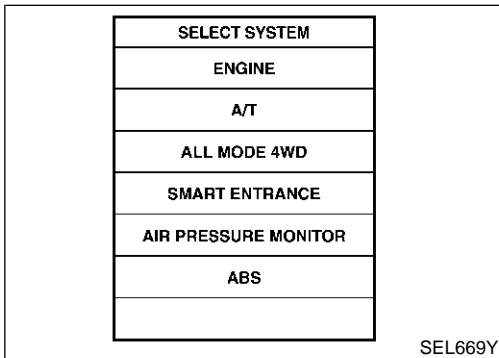 SELECT SYSTEM
ENGINE
A/T
ALL MODE 4WD
SMART ENTRANCE
AIR PRESSURE MONITOR
ABS
SEL669Y